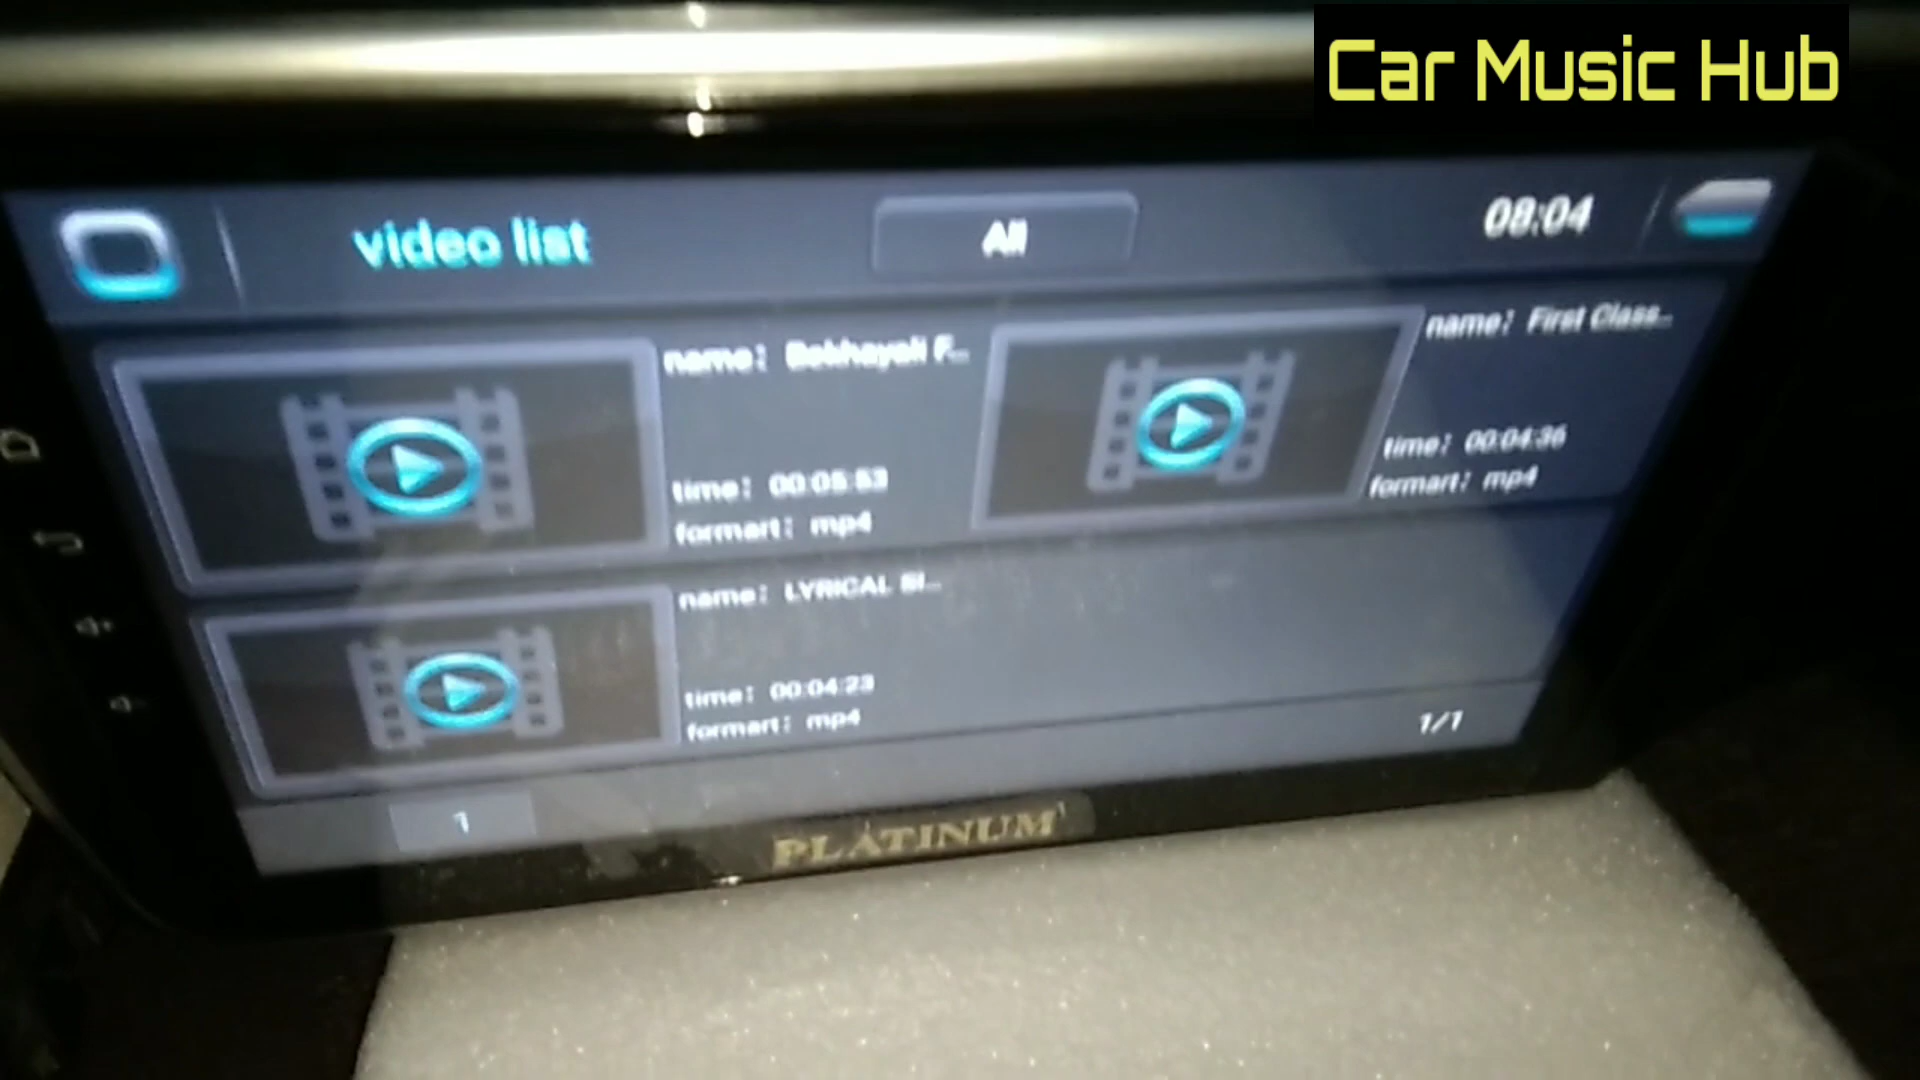 Car Music Hub
video list
All
08:04
name: Bekhayali F...
time: 00:05:53
formart: mp4
name: First Class...
time: 00:04:36
formart: mp4
name: LYRICAL SI...
time: 00:04:23
formart: mp4
1/1
1
PLATINUM